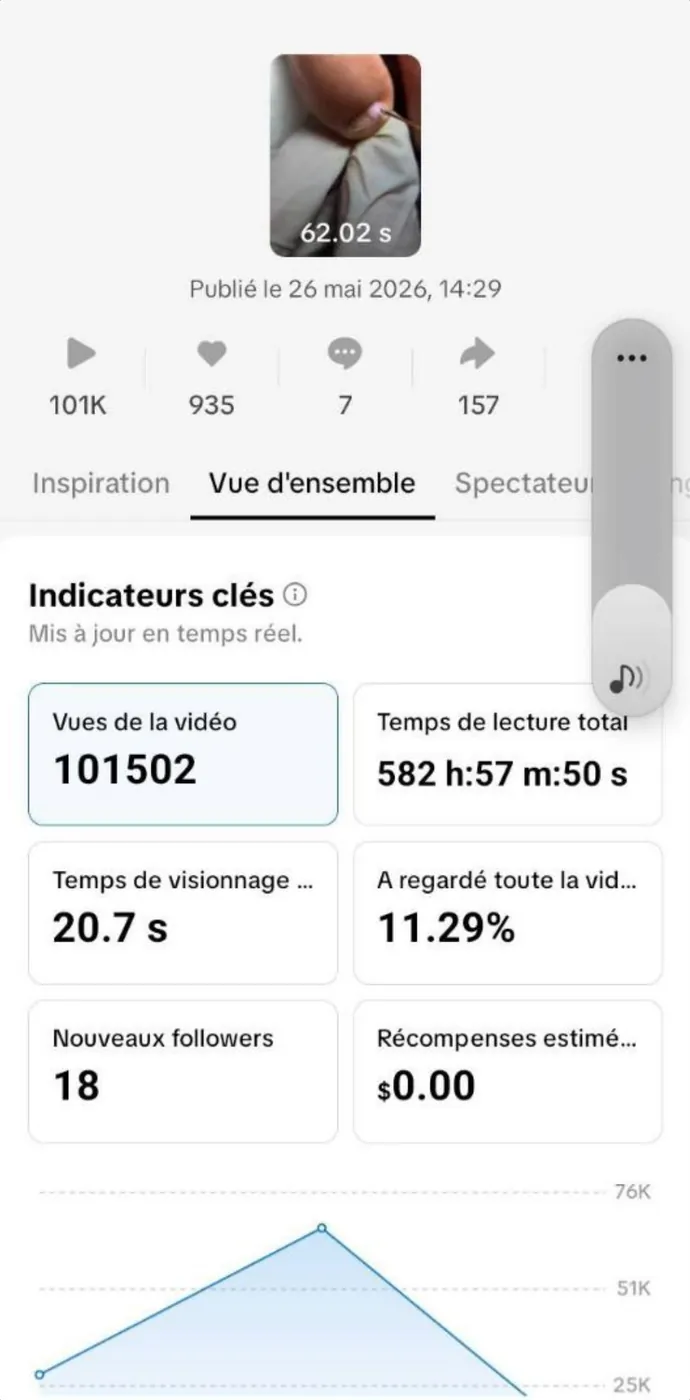 62.02 s
Publié le 26 mai 2026, 14:29
101K 935 7 157
Inspiration Vue d'ensemble
Indicateurs clés
Mis à jour en temps réel.
Vues de la vidéo Temps de lecture total
101502 582 h:57 m:50 s
Temps de visionnage ... A regardé toute la vid...
20.7 s 11.29%
Nouveaux followers Récompenses estimé...
18 $0.00
76K
51K
25K